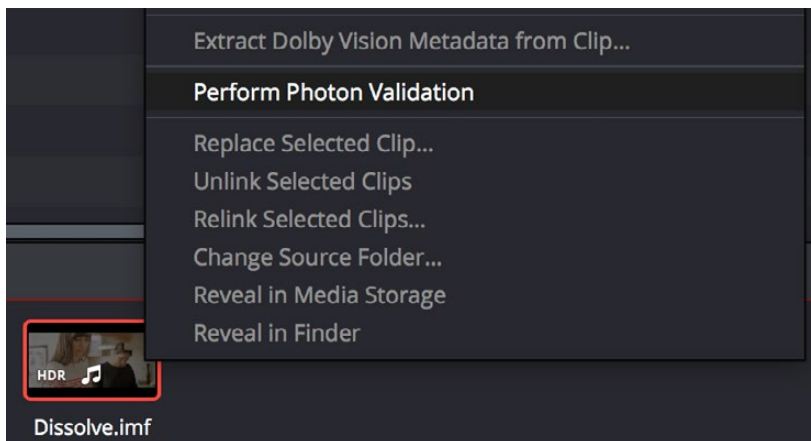 Extract Dolby Vision Metadata from Clip...
Perform Photon Validation
Replace Selected Clip...
Unlink Selected Clips
Relink Selected Clips...
Change Source Folder...
Reveal in Media Storage
Reveal in Finder
HDR
Dissolve.imf